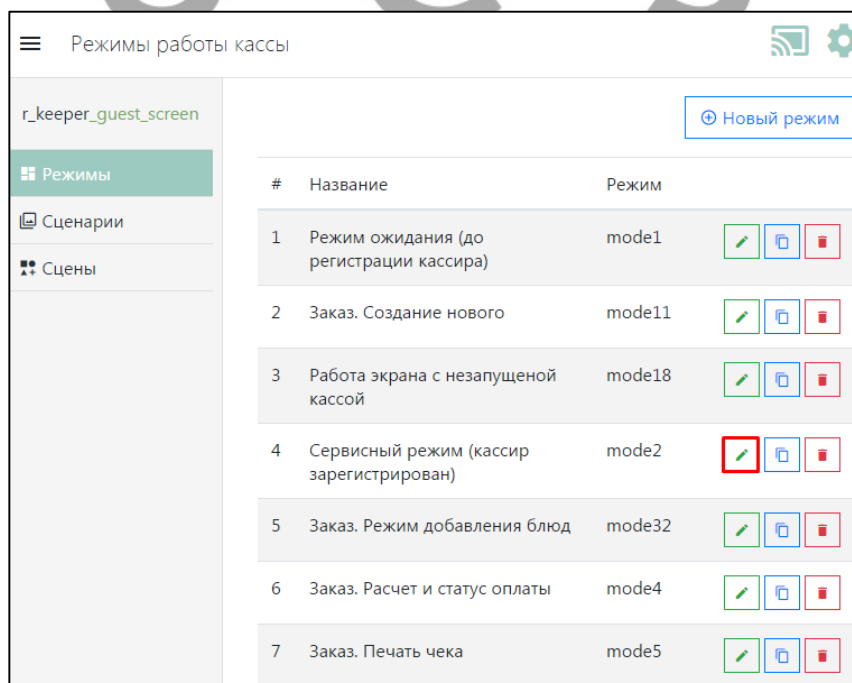 Режимы работы кассы
r_keeper_guest_screen
Новый режим
Режимы
Сценарии
Сцены
# Название Режим
1 Режим ожидания (до mode1
регистрации кассира)
2 Заказ. Создание нового mode11
3 Работа экрана с незапущеной mode18
кассой
4 Сервисный режим (кассир mode2
зарегистрирован)
5 Заказ. Режим добавления блюд mode32
6 Заказ. Расчет и статус оплаты mode4
7 Заказ. Печать чека mode5